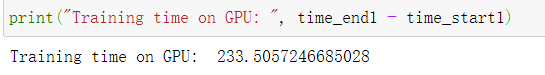 print("Training time on GPU: ", time_end1 - time_start1)
Training time on GPU:  233.5057246685028